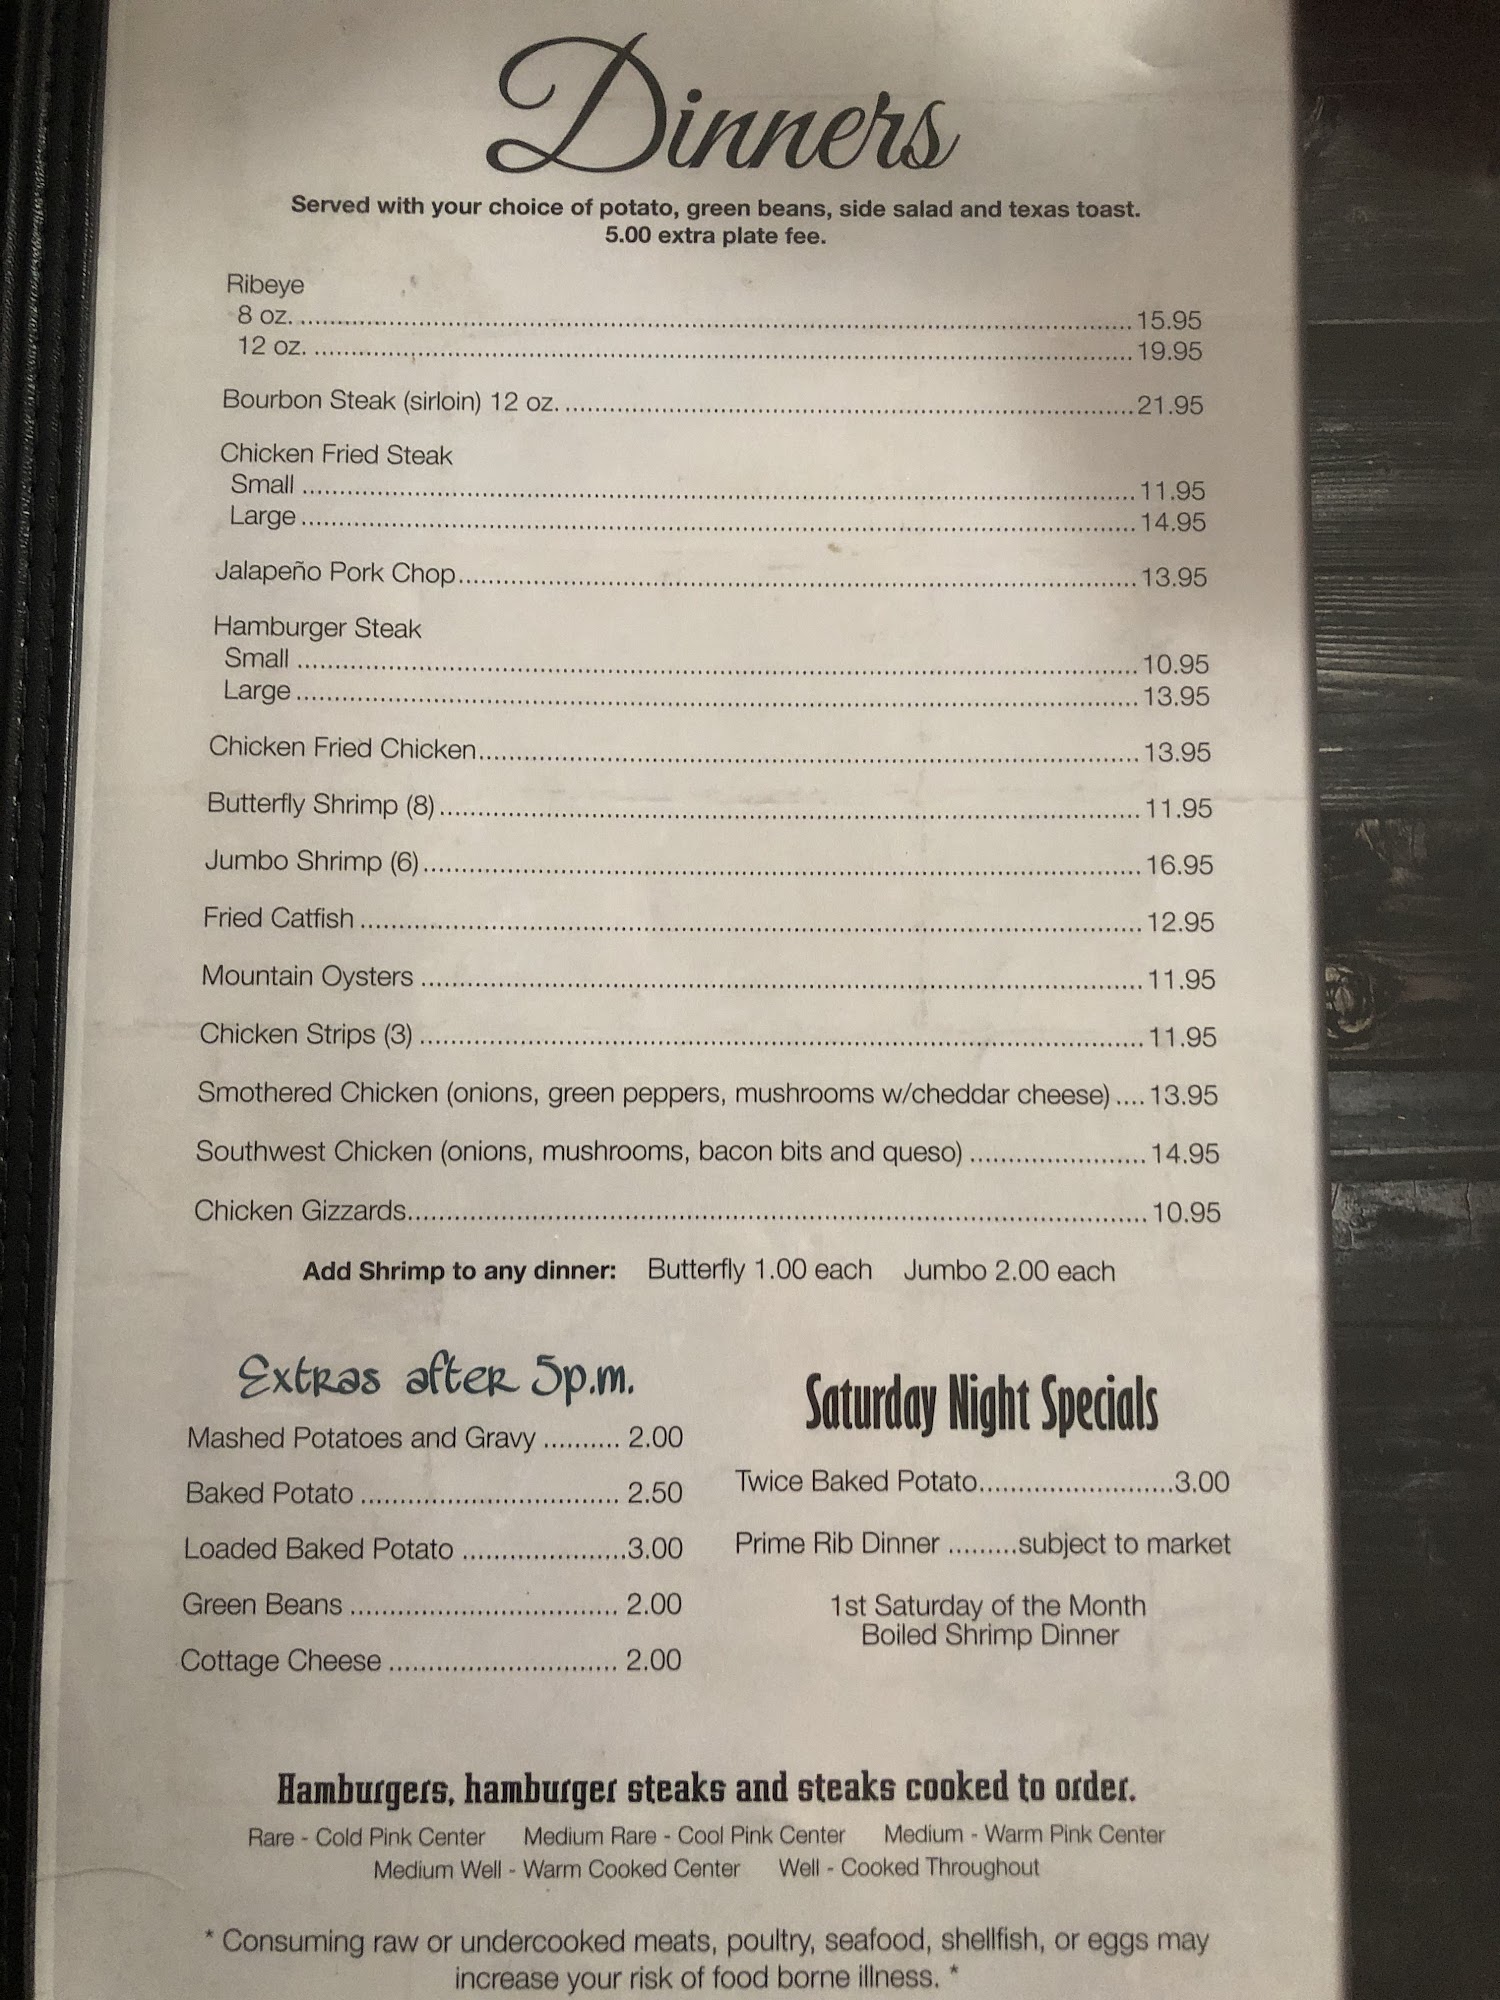 Dinners
Served with your choice of potato, green beans, side salad and texas toast.
5.00 extra plate fee.
Ribeye
8 oz. 15.95
12 oz. 19.95
Bourbon Steak (sirloin) 12 oz. 21.95
Chicken Fried Steak
Small 11.95
Large 14.95
Jalapeño Pork Chop 13.95
Hamburger Steak
Small 10.95
Large 13.95
Chicken Fried Chicken 13.95
Butterfly Shrimp (8) 11.95
Jumbo Shrimp (6) 16.95
Fried Catfish 12.95
Mountain Oysters 11.95
Chicken Strips (3) 11.95
Smothered Chicken (onions, green peppers, mushrooms w/cheddar cheese) 13.95
Southwest Chicken (onions, mushrooms, bacon bits and queso) 14.95
Chicken Gizzards 10.95
Add Shrimp to any dinner: Butterfly 1.00 each Jumbo 2.00 each
Extras after 5p.m.
Mashed Potatoes and Gravy 2.00
Baked Potato 2.50
Loaded Baked Potato 3.00
Green Beans 2.00
Cottage Cheese 2.00
Saturday Night Specials
Twice Baked Potato 3.00
Prime Rib Dinner subject to market
1st Saturday of the Month
Boiled Shrimp Dinner
Hamburgers, hamburger steaks and steaks cooked to order.
Rare - Cold Pink Center Medium Rare - Cool Pink Center Medium - Warm Pink Center
Medium Well - Warm Cooked Center Well - Cooked Throughout
* Consuming raw or undercooked meats, poultry, seafood, shellfish, or eggs may
increase your risk of food borne illness. *